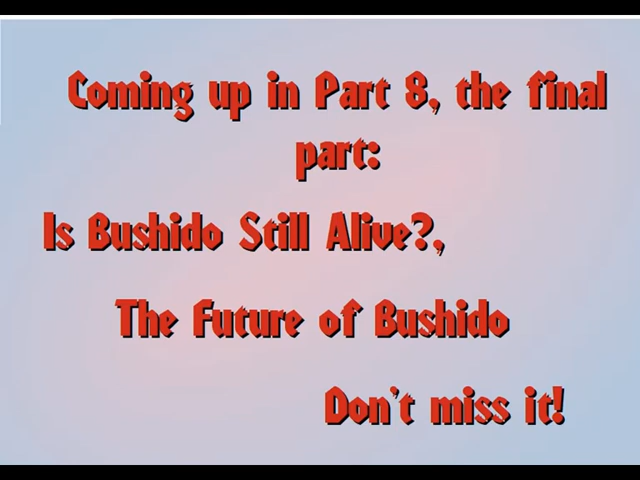 Coming up in Part 8, the final
part:
Is Bushido Still Alive?,
The Future of Bushido
Don't miss it!